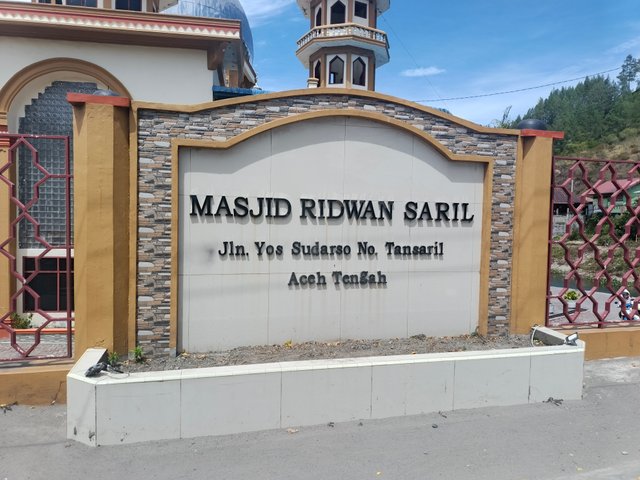 MASJID RIDWAN SARIL
Jln. Yos Sudarso No. Tansaril
Aceh Tengah